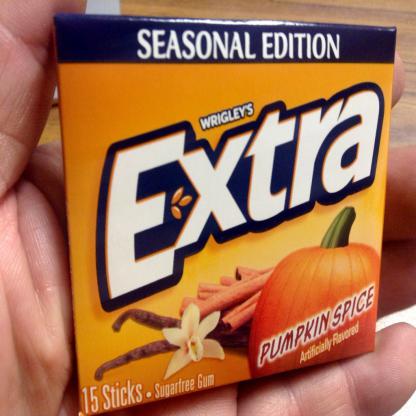 SEASONAL EDITION
WRIGLEY'S
Extra
PUMPKIN SPICE
Artificially Flavored
15 Sticks • Sugarfree Gum